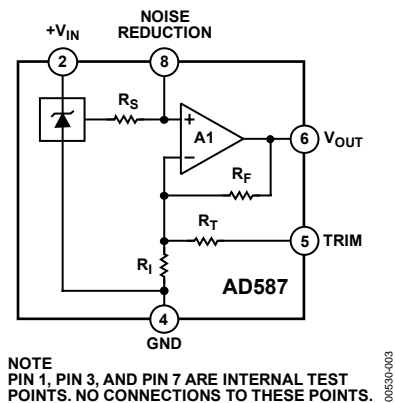 NOISE
REDUCTION
+VIN
2
8
RS
+
A1
−
6
VOUT
RF
RT
5
TRIM
RI
AD587
4
GND
NOTE
PIN 1, PIN 3, AND PIN 7 ARE INTERNAL TEST
POINTS. NO CONNECTIONS TO THESE POINTS.
00530-003